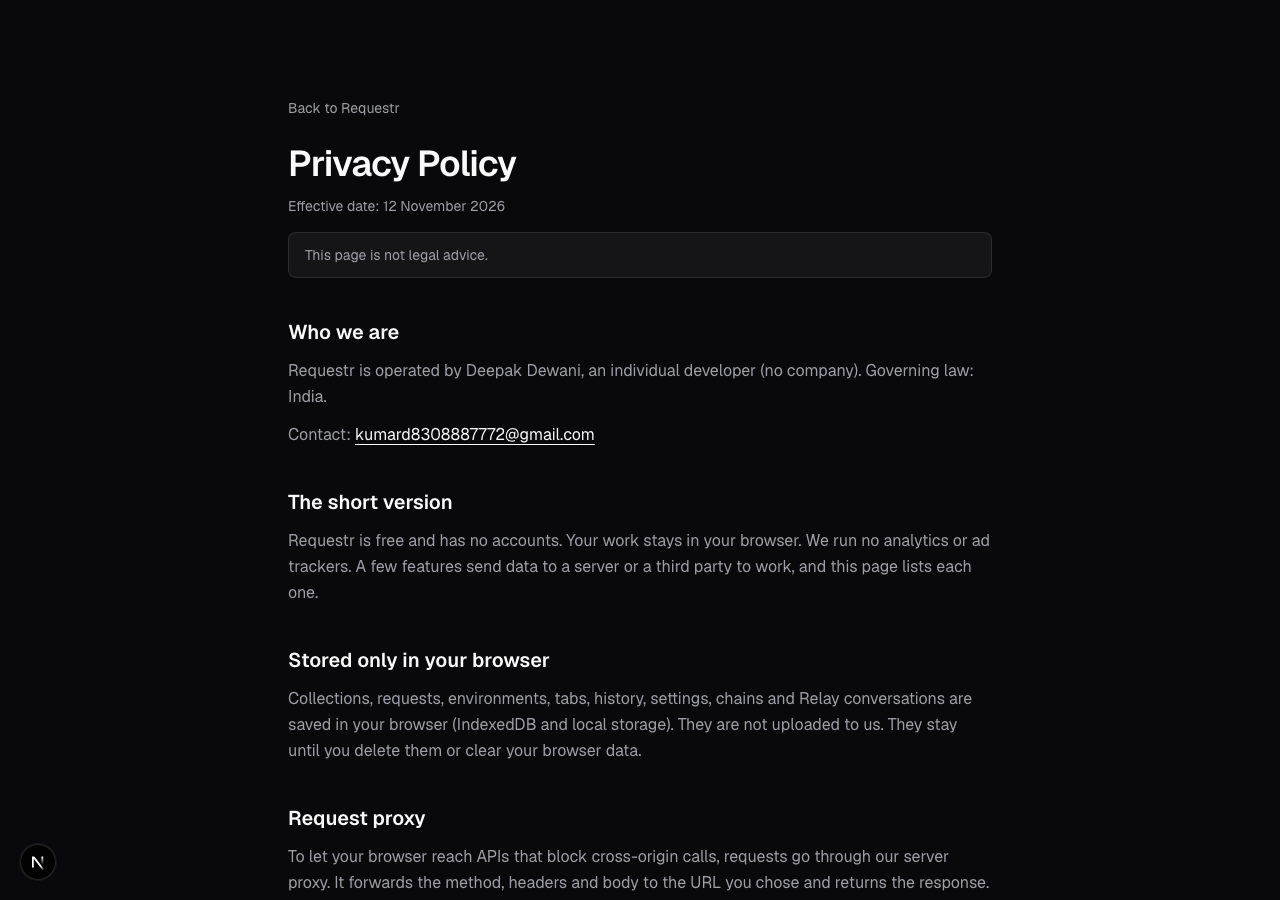 Back to Requestr
Privacy Policy
Effective date: 12 November 2026
This page is not legal advice.
Who we are
Requestr is operated by Deepak Dewani, an individual developer (no company). Governing law:
India.
Contact: kumard8308887772@gmail.com
The short version
Requestr is free and has no accounts. Your work stays in your browser. We run no analytics or ad
trackers. A few features send data to a server or a third party to work, and this page lists each
one.
Stored only in your browser
Collections, requests, environments, tabs, history, settings, chains and Relay conversations are
saved in your browser (IndexedDB and local storage). They are not uploaded to us. They stay
until you delete them or clear your browser data.
Request proxy
To let your browser reach APIs that block cross-origin calls, requests go through our server
proxy. It forwards the method, headers and body to the URL you chose and returns the response.
N